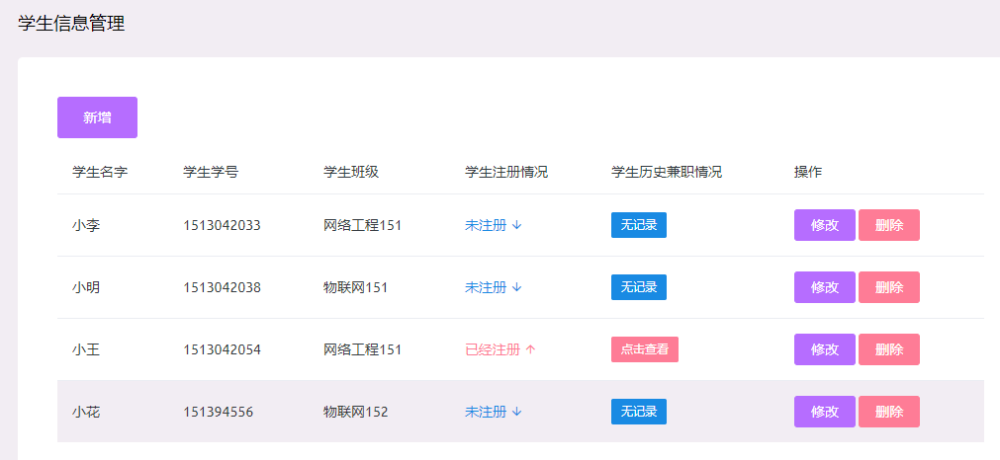 学生信息管理
新增
学生名字 学生学号 学生班级 学生注册情况 学生历史兼职情况 操作
小李 1513042033 网络工程151 未注册 ↓ 无记录 修改 删除
小明 1513042038 物联网151 未注册 ↓ 无记录 修改 删除
小王 1513042054 网络工程151 已经注册 ↑ 点击查看 修改 删除
小花 151394556 物联网152 未注册 ↓ 无记录 修改 删除